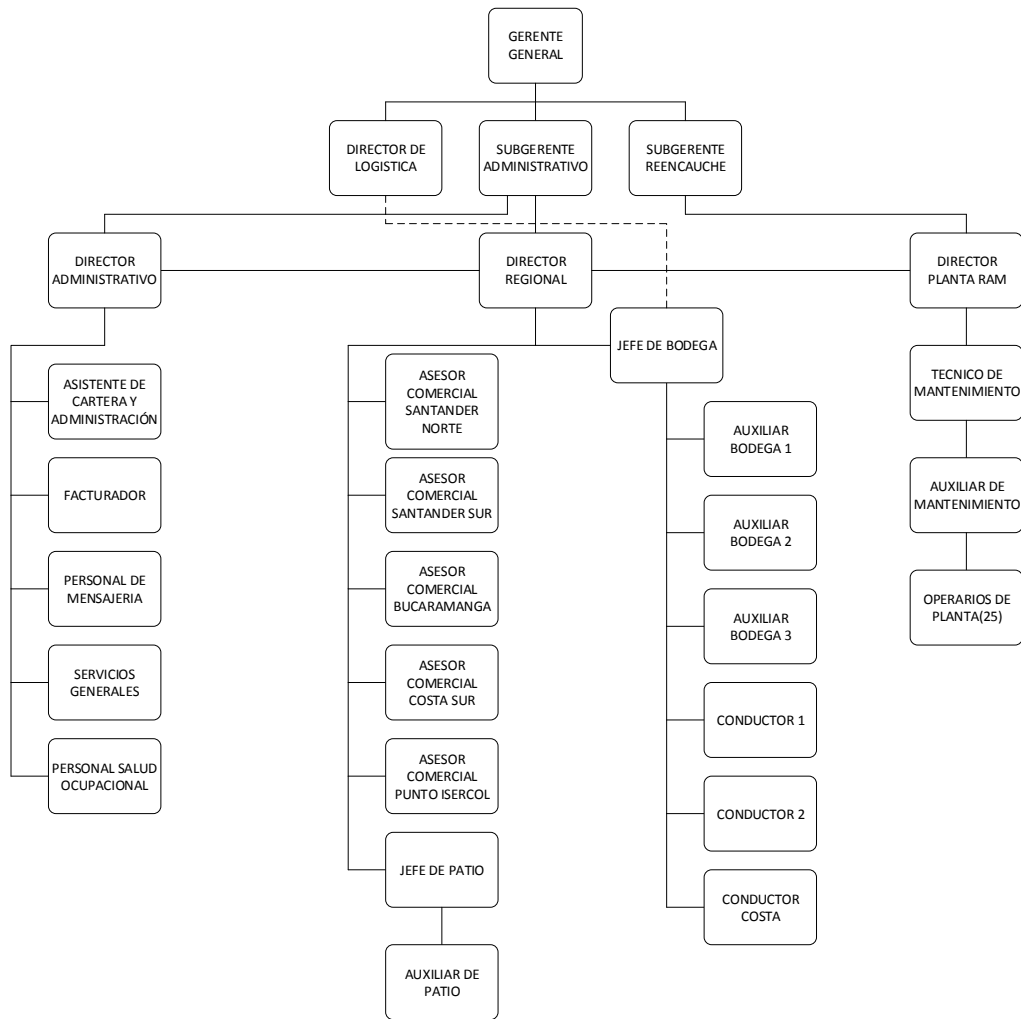 GERENTE
GENERAL
DIRECTOR DE
LOGISTICA
SUBGERENTE
ADMINISTRATIVO
SUBGERENTE
REENCAUCHE
DIRECTOR
ADMINISTRATIVO
DIRECTOR
REGIONAL
DIRECTOR
PLANTA RAM
JEFE DE BODEGA
ASISTENTE DE
CARTERA Y
ADMINISTRACIÓN
FACTURADOR
PERSONAL DE
MENSAJERIA
SERVICIOS
GENERALES
PERSONAL SALUD
OCUPACIONAL
ASESOR
COMERCIAL
SANTANDER
NORTE
ASESOR
COMERCIAL
SANTANDER SUR
ASESOR
COMERCIAL
BUCARAMANGA
ASESOR
COMERCIAL
COSTA SUR
ASESOR
COMERCIAL
PUNTO ISERCOL
JEFE DE PATIO
AUXILIAR DE
PATIO
AUXILIAR
BODEGA 1
AUXILIAR
BODEGA 2
AUXILIAR
BODEGA 3
CONDUCTOR 1
CONDUCTOR 2
CONDUCTOR
COSTA
TECNICO DE
MANTENIMIENTO
AUXILIAR DE
MANTENIMIENTO
OPERARIOS DE
PLANTA(25)